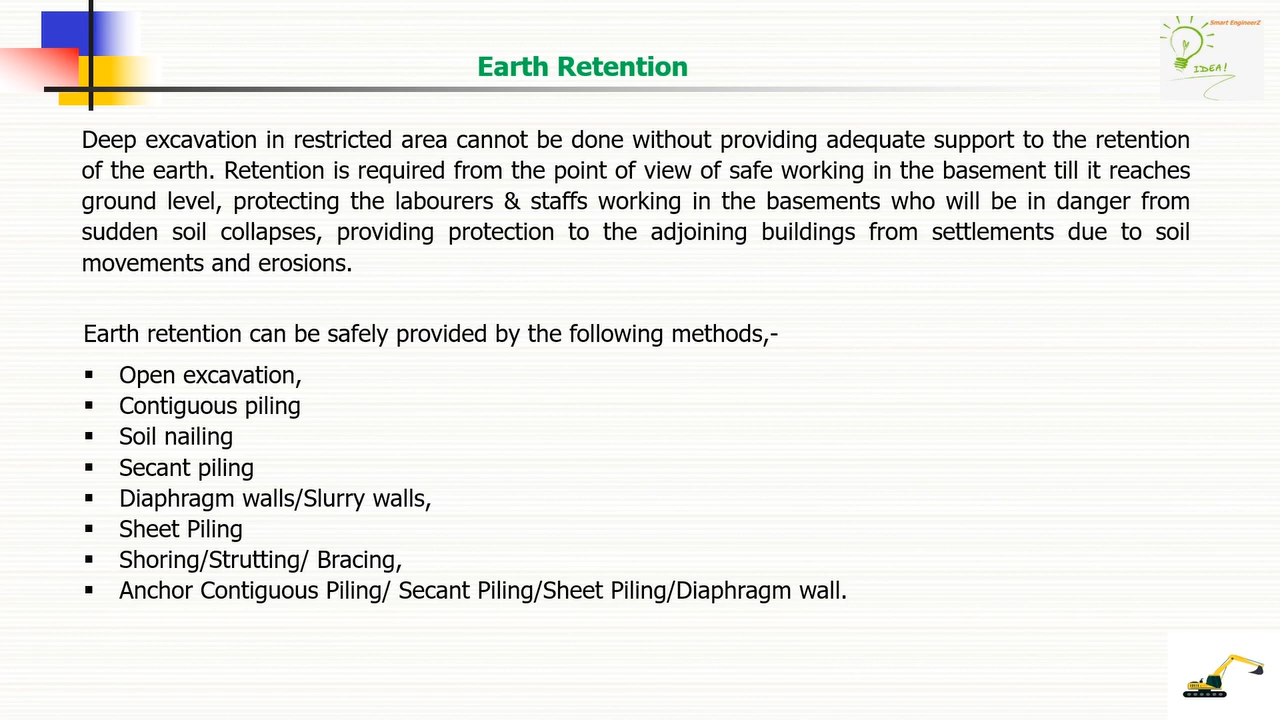 Smart EngineerZ
IDEA!
Earth Retention
Deep excavation in restricted area cannot be done without providing adequate support to the retention
of the earth. Retention is required from the point of view of safe working in the basement till it reaches
ground level, protecting the labourers & staffs working in the basements who will be in danger from
sudden soil collapses, providing protection to the adjoining buildings from settlements due to soil
movements and erosions.
Earth retention can be safely provided by the following methods,-
▪ Open excavation,
▪ Contiguous piling
▪ Soil nailing
▪ Secant piling
▪ Diaphragm walls/Slurry walls,
▪ Sheet Piling
▪ Shoring/Strutting/ Bracing,
▪ Anchor Contiguous Piling/ Secant Piling/Sheet Piling/Diaphragm wall.